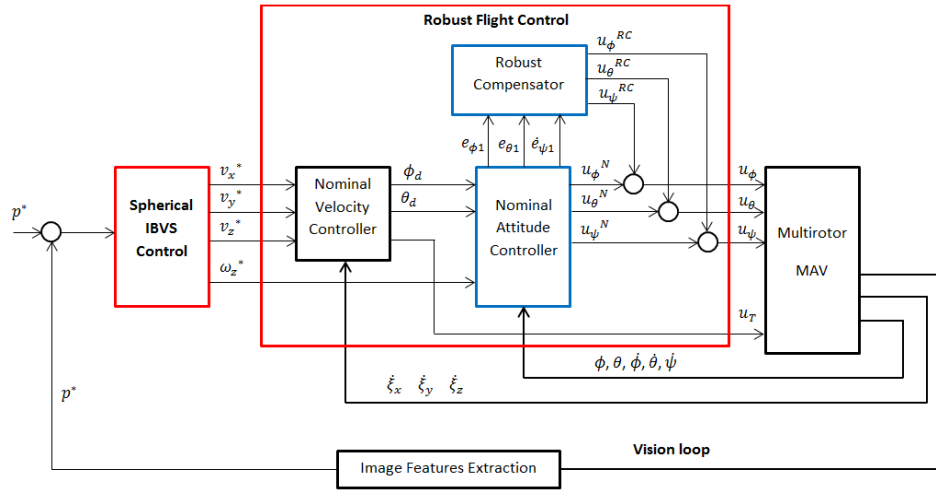 Robust Flight Control
Robust
Compensator
u_ϕ^RC
u_θ^RC
u_ψ^RC
e_ϕ1 e_θ1 ė_ψ1
v_x^*
v_y^*
v_z^*
ω_z^*
p^*
Spherical
IBVS
Control
Nominal
Velocity
Controller
ϕ_d
θ_d
Nominal
Attitude
Controller
u_ϕ^N
u_θ^N
u_ψ^N
u_ϕ
u_θ
u_ψ
u_T
Multirotor
MAV
ϕ, θ, ϕ̇, θ̇, ψ̇
ξ̇_x ξ̇_y ξ̇_z
p^*
Vision loop
Image Features Extraction